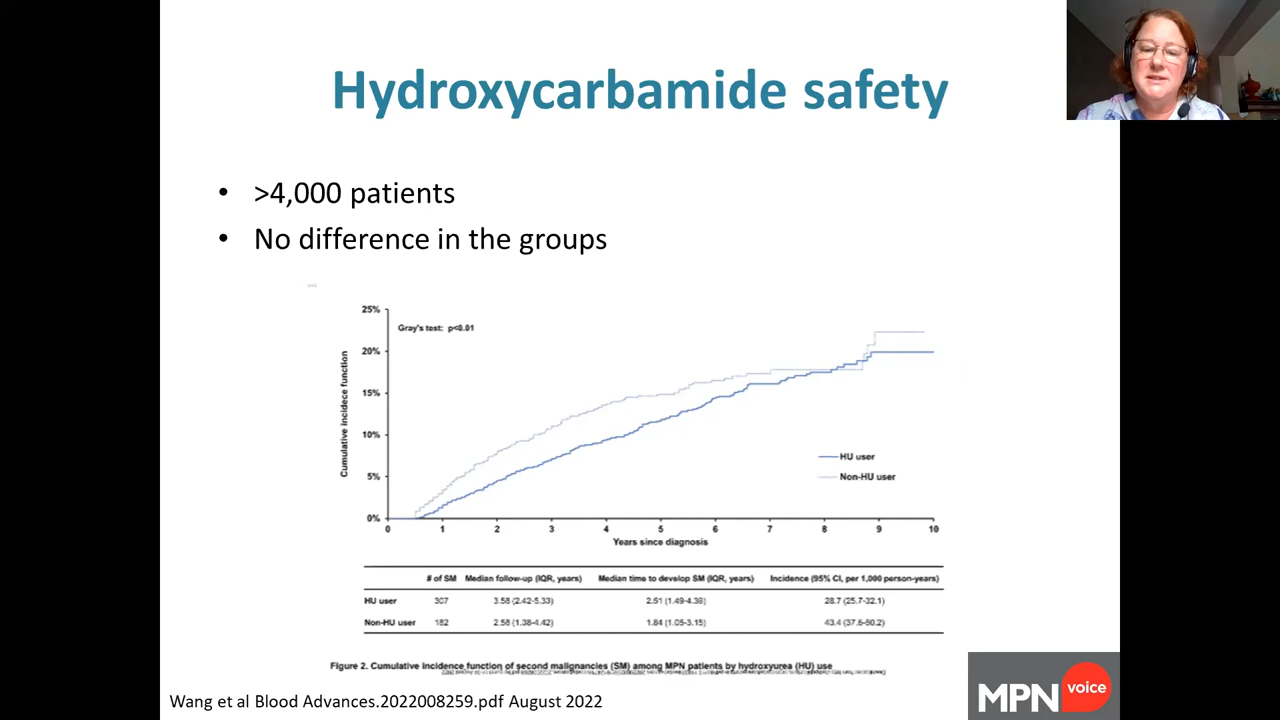 Hydroxycarbamide safety
• >4,000 patients
• No difference in the groups
25%
20%
15%
10%
5%
0%
Cumulative incidece function
Gray's test: p<0.01
HU user
Non-HU user
0 1 2 3 4 5 6 7 8 9 10
Years since diagnosis
# of SM Median follow-up (IQR, years) Median time to develop SM (IQR, years) Incidence (95% CI, per 1,000 person-years)
HU user 307 3.58 (2.42-5.33) 2.51 (1.49-4.38) 28.7 (25.7-32.1)
Non-HU user 182 2.58 (1.38-4.42) 1.84 (1.05-3.15) 43.4 (37.5-50.2)
Figure 2. Cumulative incidence function of second malignancies (SM) among MPN patients by hydroxyurea (HU) use
Wang et al Blood Advances.2022008259.pdf August 2022
MPN voice